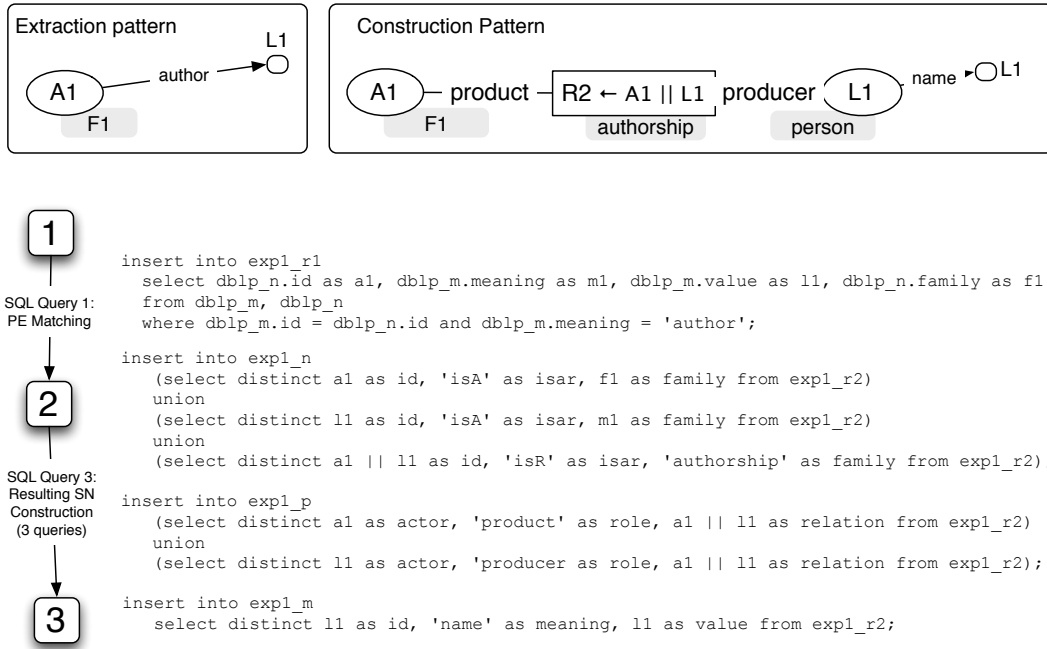 Extraction pattern
A1
author
L1
F1
Construction Pattern
A1
product
R2 ← A1 || L1
producer
L1
name
L1
F1
authorship
person
1
SQL Query 1:
PE Matching
insert into exp1_r1
select dblp_n.id as a1, dblp_m.meaning as m1, dblp_m.value as l1, dblp_n.family as f1
from dblp_m, dblp_n
where dblp_m.id = dblp_n.id and dblp_m.meaning = 'author';
2
insert into exp1_n
(select distinct a1 as id, 'isA' as isar, f1 as family from exp1_r2)
union
(select distinct l1 as id, 'isA' as isar, m1 as family from exp1_r2)
union
(select distinct a1 || l1 as id, 'isR' as isar, 'authorship' as family from exp1_r2)
SQL Query 3:
Resulting SN
Construction
(3 queries)
insert into exp1_p
(select distinct a1 as actor, 'product' as role, a1 || l1 as relation from exp1_r2)
union
(select distinct l1 as actor, 'producer as role, a1 || l1 as relation from exp1_r2);
3
insert into exp1_m
select distinct l1 as id, 'name' as meaning, l1 as value from exp1_r2;